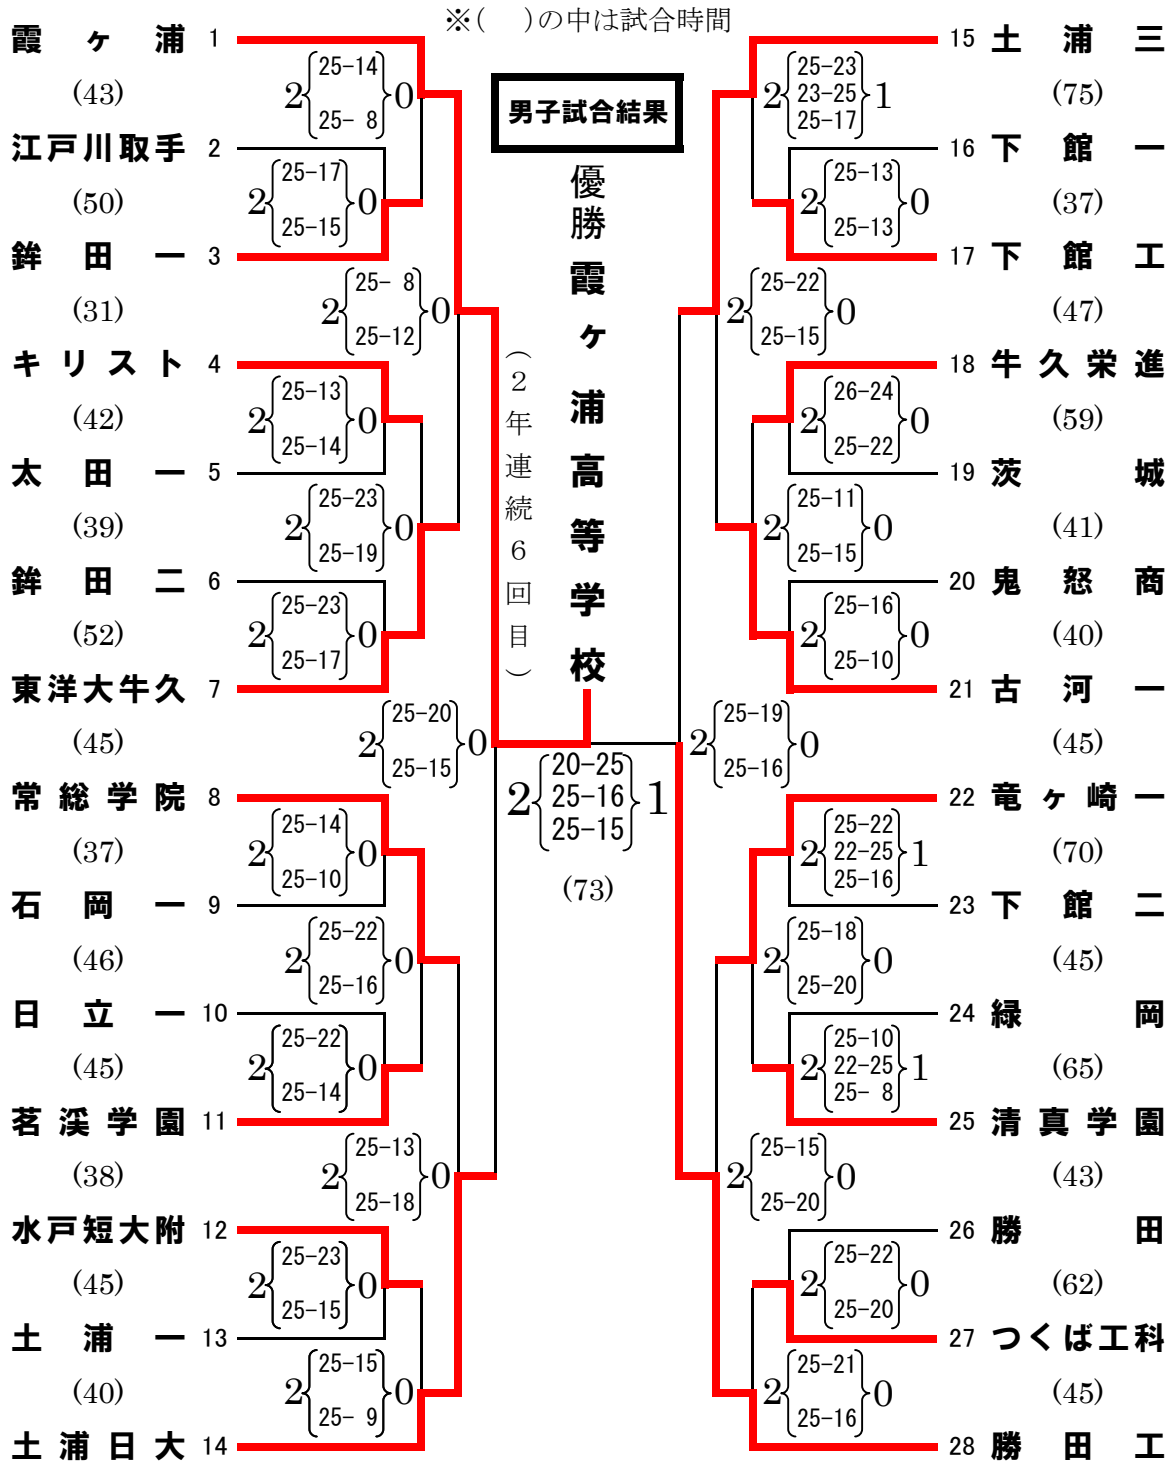 ※(　)の中は試合時間
男子試合結果
優勝 霞ヶ浦高等学校
（２年連続６回目）
霞ヶ浦 1
2 25-14 0
25- 8
(43)
江戸川取手 2
2 25-17 0
25-15
(50)
鉾田一 3
2 25- 8 0
25-12
(31)
キリスト 4
2 25-13 0
25-14
(42)
太田一 5
2 25-23 0
25-19
(39)
鉾田二 6
2 25-23 0
25-17
(52)
東洋大牛久 7
2 25-20 0
25-15
(45)
常総学院 8
2 25-14 0
25-10
(37)
石岡一 9
2 25-22 0
25-16
(46)
日立一 10
2 25-22 0
25-14
(45)
茗渓学園 11
2 25-13 0
25-18
(38)
水戸短大附 12
2 25-23 0
25-15
(45)
土浦一 13
2 25-15 0
25- 9
(40)
土浦日大 14
2 20-25 1
25-16
25-15
(73)
15 土浦三
2 25-23 1
23-25
25-17
(75)
16 下館一
2 25-13 0
25-13
(37)
17 下館工
2 25-22 0
25-15
(47)
18 牛久栄進
2 26-24 0
25-22
(59)
19 茨城
2 25-11 0
25-15
(41)
20 鬼怒商
2 25-16 0
25-10
(40)
21 古河一
2 25-19 0
25-16
(45)
22 竜ヶ崎一
2 25-22 1
22-25
25-16
(70)
23 下館二
2 25-18 0
25-20
(45)
24 緑岡
2 25-10 1
22-25
25- 8
(65)
25 清真学園
2 25-15 0
25-20
(43)
26 勝田
2 25-22 0
25-20
(62)
27 つくば工科
2 25-21 0
25-16
(45)
28 勝田工